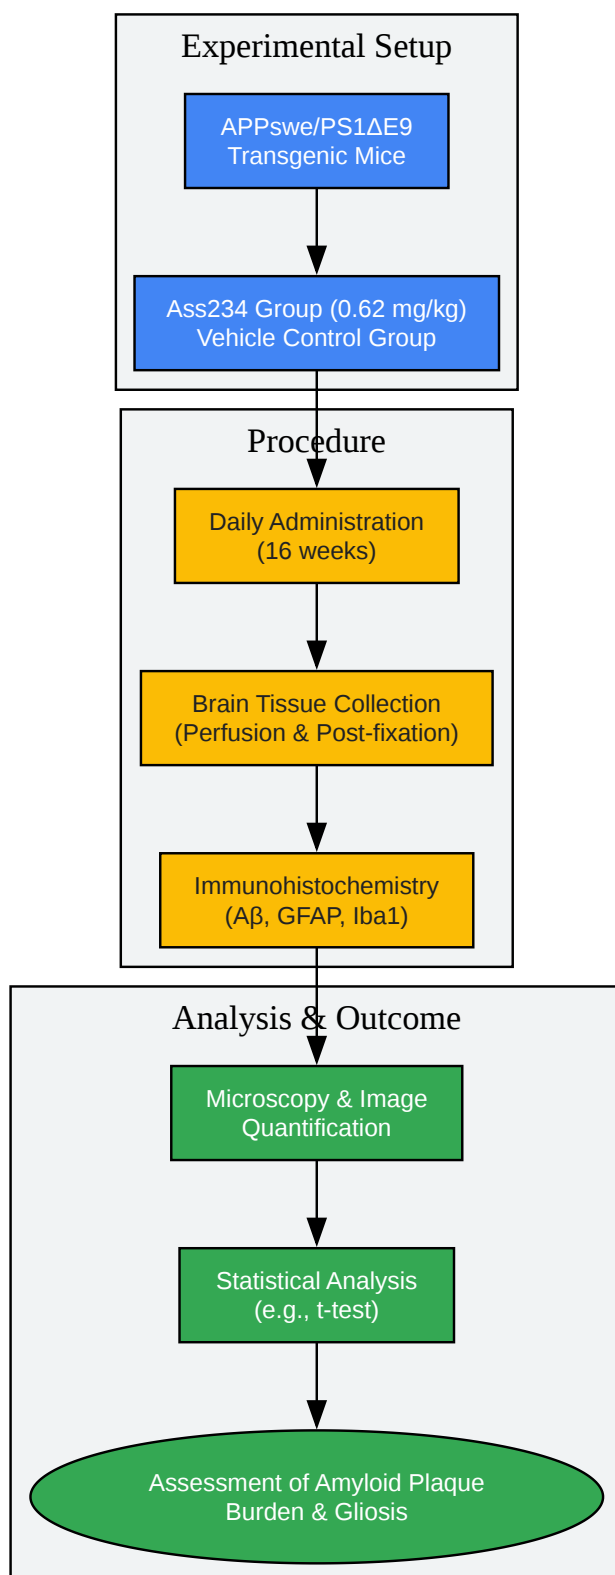 Experimental Setup
APPswe/PS1ΔE9
Transgenic Mice
Ass234 Group (0.62 mg/kg)
Vehicle Control Group
Procedure
Daily Administration
(16 weeks)
Brain Tissue Collection
(Perfusion & Post-fixation)
Immunohistochemistry
(Aβ, GFAP, Iba1)
Analysis & Outcome
Microscopy & Image
Quantification
Statistical Analysis
(e.g., t-test)
Assessment of Amyloid Plaque
Burden & Gliosis